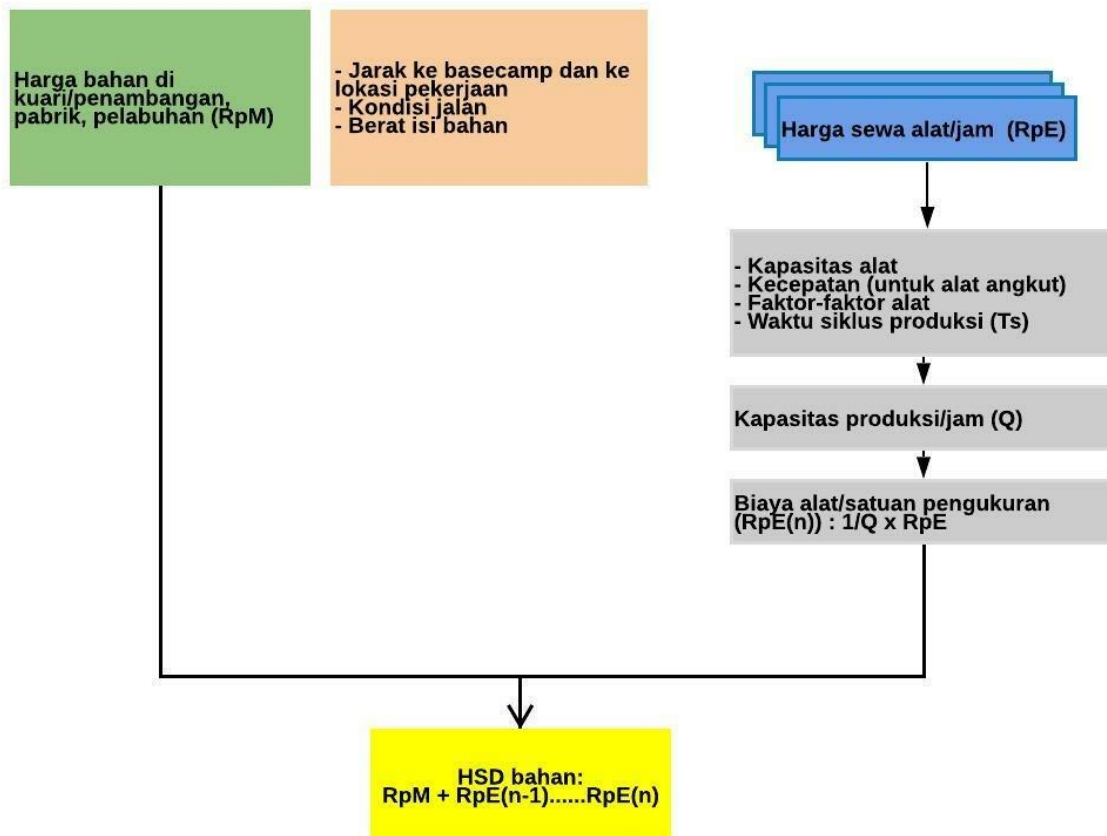 Harga bahan di
kuari/penambangan,
pabrik, pelabuhan (RpM)
- Jarak ke basecamp dan ke
lokasi pekerjaan
- Kondisi jalan
- Berat isi bahan
Harga sewa alat/jam (RpE)
- Kapasitas alat
- Kecepatan (untuk alat angkut)
- Faktor-faktor alat
- Waktu siklus produksi (Ts)
Kapasitas produksi/jam (Q)
Biaya alat/satuan pengukuran
(RpE(n)) : 1/Q x RpE
HSD bahan:
RpM + RpE(n-1)......RpE(n)